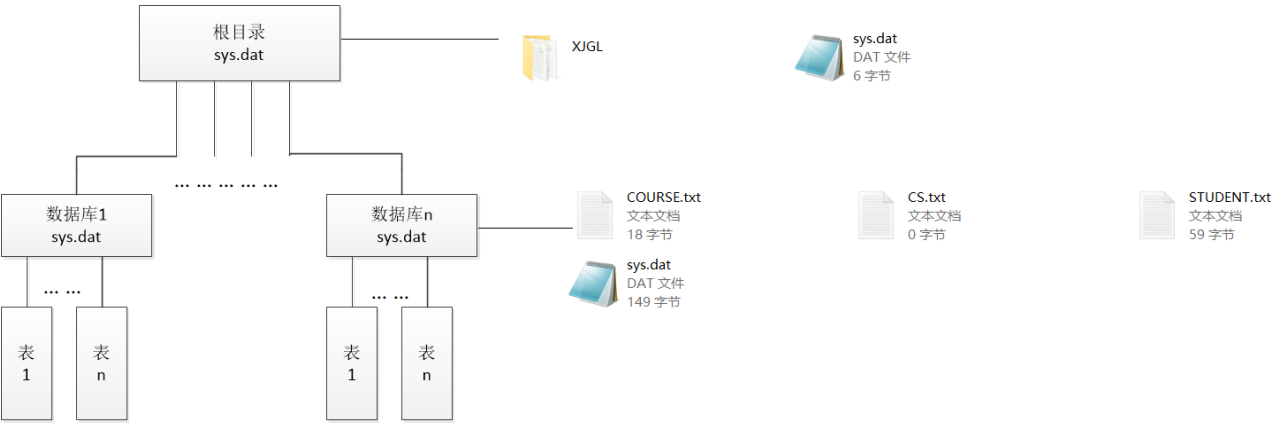 根目录
sys.dat
XJGL
sys.dat
DAT 文件
6 字节
… … … … …
数据库1
sys.dat
数据库n
sys.dat
COURSE.txt
文本文档
18 字节
CS.txt
文本文档
0 字节
STUDENT.txt
文本文档
59 字节
sys.dat
DAT 文件
149 字节
… …
… …
表
1
表
n
表
1
表
n